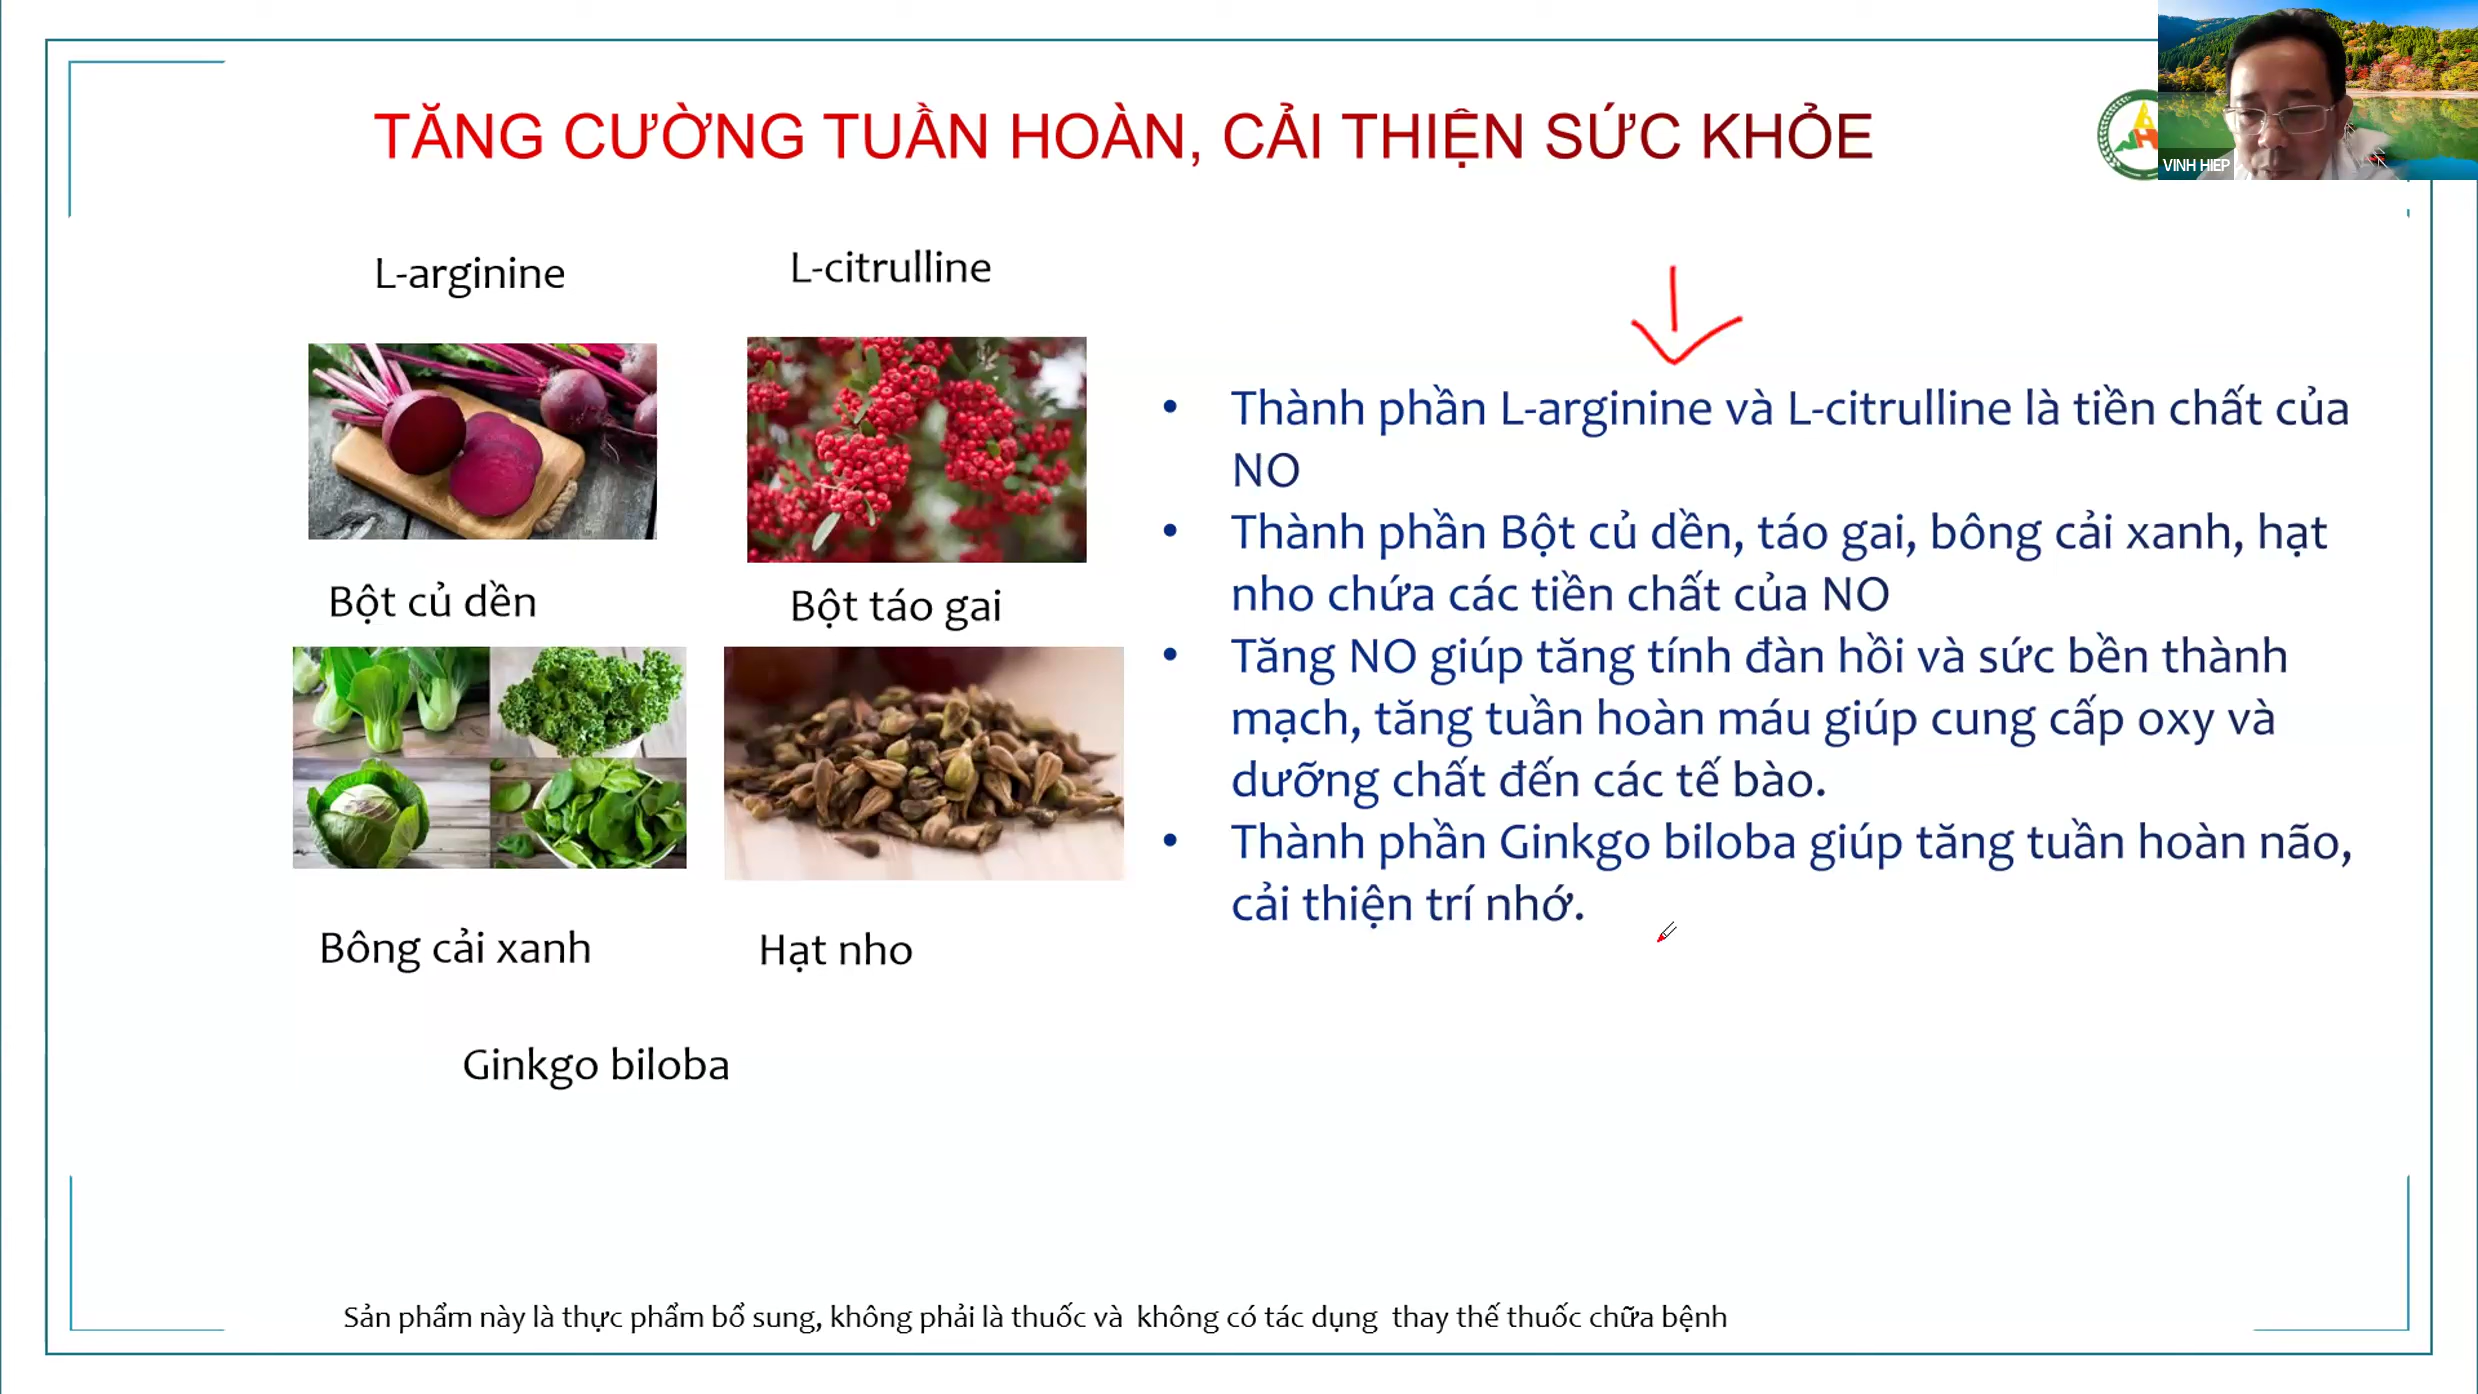 TĂNG CƯỜNG TUẦN HOÀN, CẢI THIỆN SỨC KHỎE
VINH HIEP
L-arginine
L-citrulline
Bột củ dền
Bột táo gai
Bông cải xanh
Hạt nho
Ginkgo biloba
• Thành phần L-arginine và L-citrulline là tiền chất của
NO
• Thành phần Bột củ dền, táo gai, bông cải xanh, hạt
nho chứa các tiền chất của NO
• Tăng NO giúp tăng tính đàn hồi và sức bền thành
mạch, tăng tuần hoàn máu giúp cung cấp oxy và
dưỡng chất đến các tế bào.
• Thành phần Ginkgo biloba giúp tăng tuần hoàn não,
cải thiện trí nhớ.
Sản phẩm này là thực phẩm bổ sung, không phải là thuốc và không có tác dụng thay thế thuốc chữa bệnh